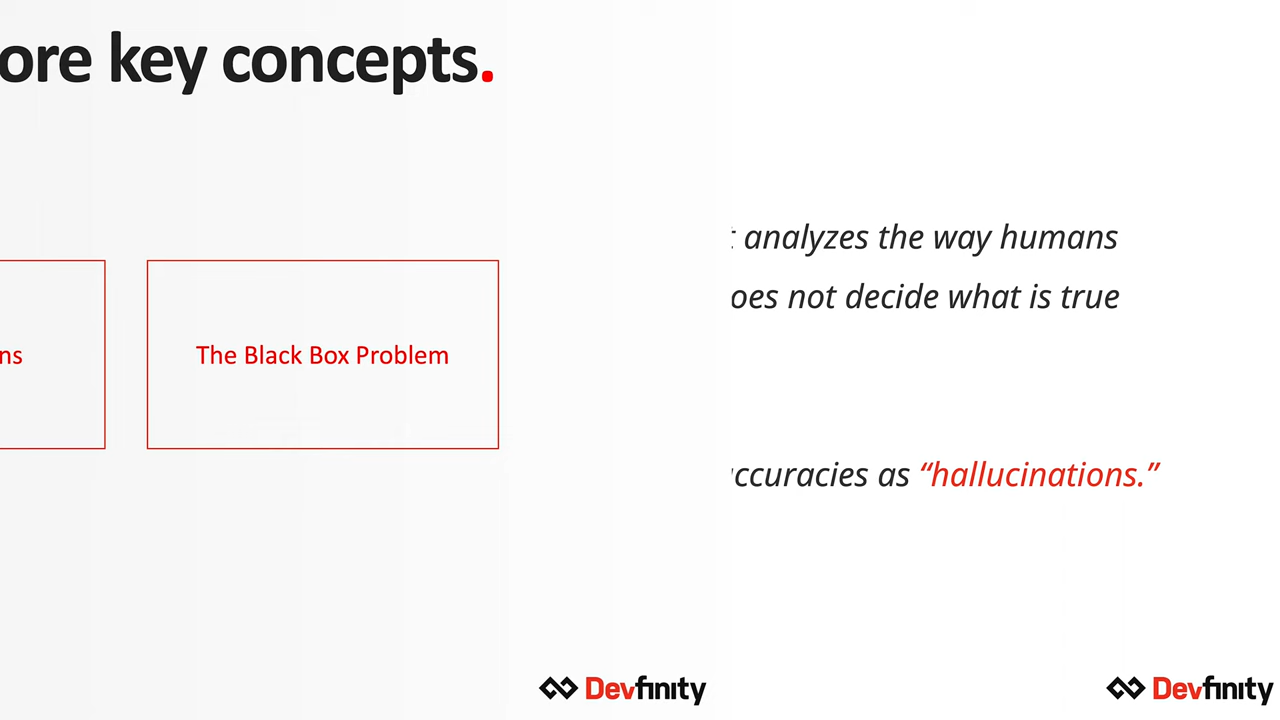 ore key concepts.
ns
The Black Box Problem
Devfinity
analyzes the way humans
oes not decide what is true
ccuracies as “hallucinations.”
Devfinity